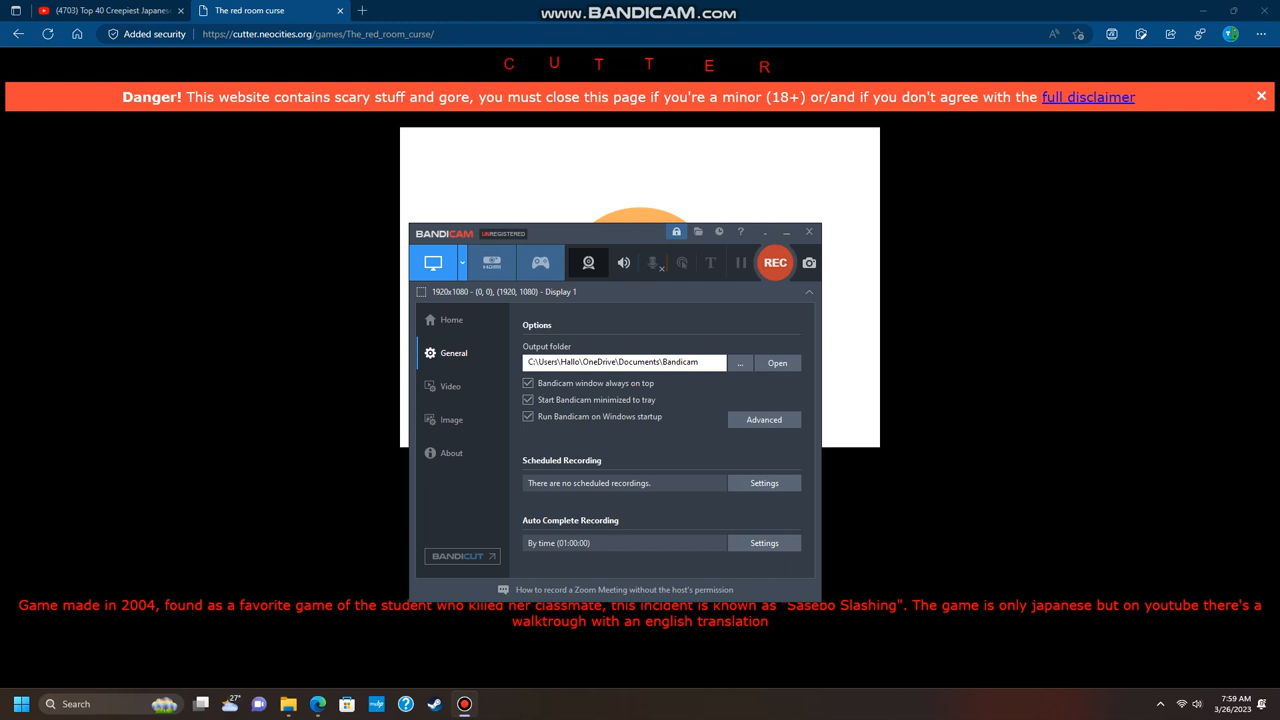 (4703) Top 40 Creepiest Japanese
The red room curse
www.BANDICAM.com
Added security
https://cutter.neocities.org/games/The_red_room_curse/
C U T T E R
Danger! This website contains scary stuff and gore, you must close this page if you're a minor (18+) or/and if you don't agree with the full disclaimer
BANDICAM UNREGISTERED
HDMI
REC
1920x1080 - (0, 0), (1920, 1080) - Display 1
Home
General
Video
Image
About
BANDICUT
Options
Output folder
C:\Users\Hallo\OneDrive\Documents\Bandicam
... Open
Bandicam window always on top
Start Bandicam minimized to tray
Run Bandicam on Windows startup
Advanced
Scheduled Recording
There are no scheduled recordings.
Settings
Auto Complete Recording
By time (01:00:00)
Settings
How to record a Zoom Meeting without the host's permission
Game made in 2004, found as a favorite game of the student who killed her classmate, this incident is known as "Sasebo Slashing". The game is only japanese but on youtube there's a
walktrough with an english translation
Search
27°
7:59 AM
3/26/2023